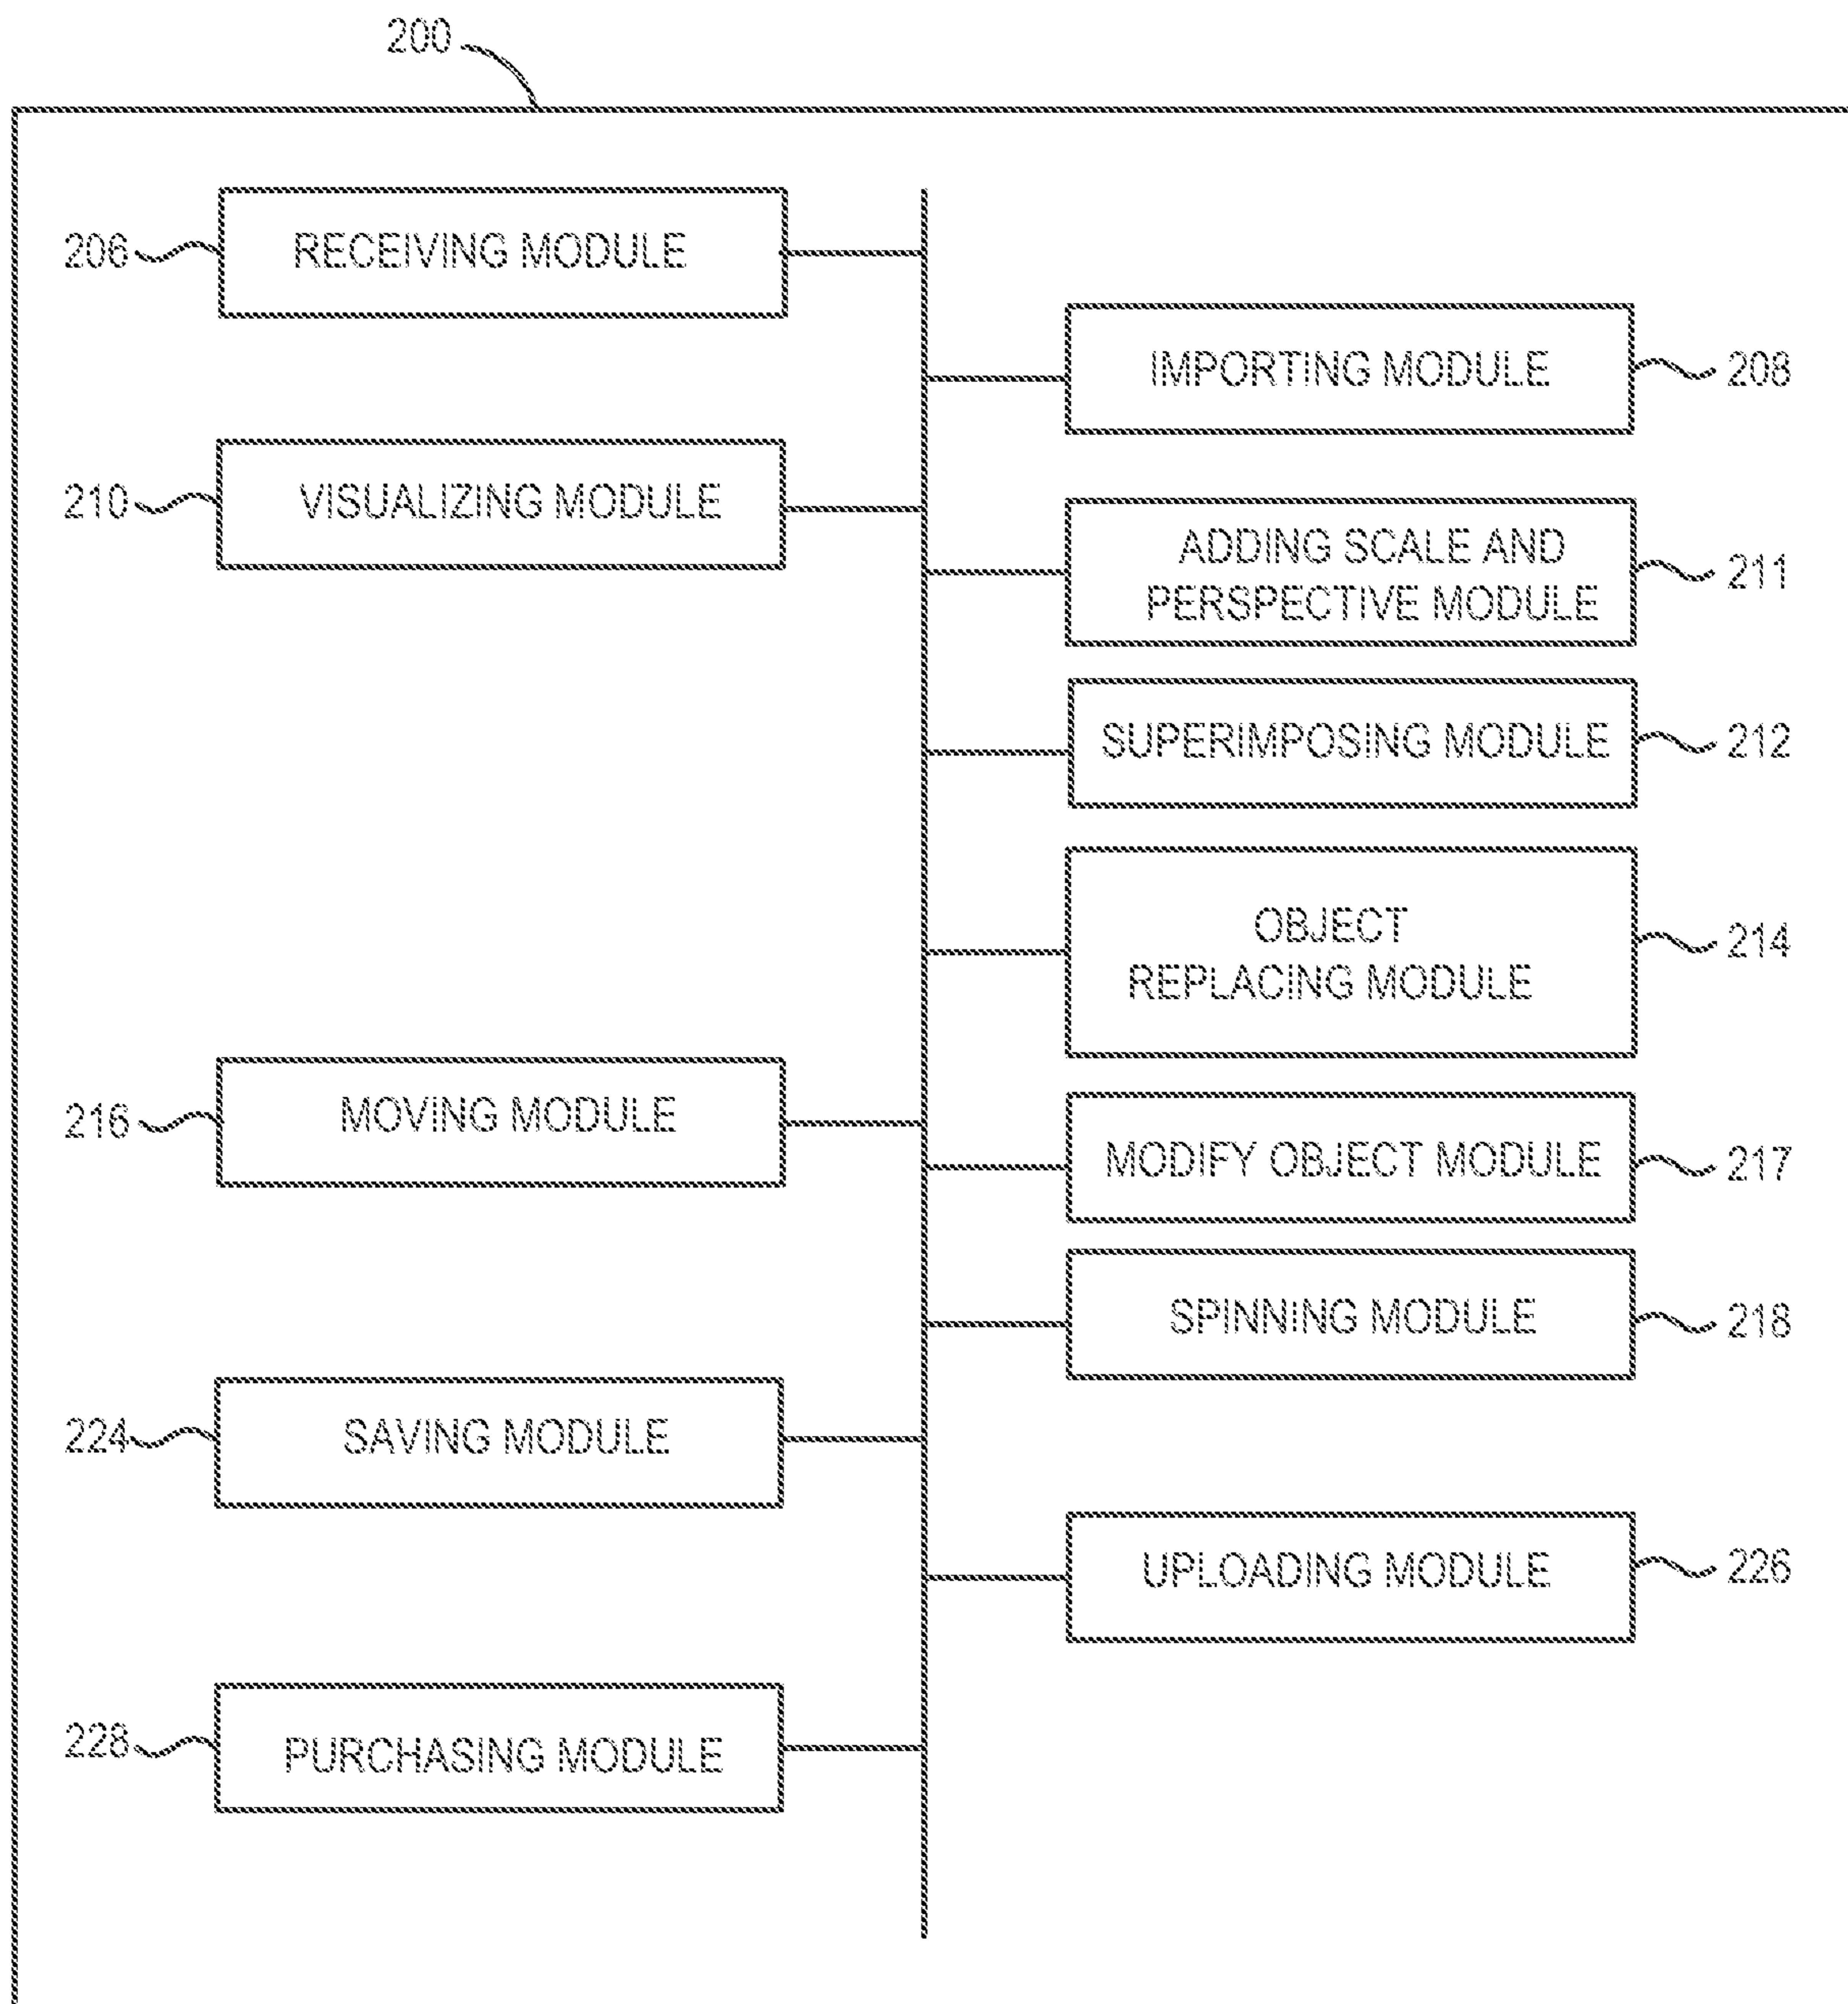 200
206
RECEIVING MODULE
IMPORTING MODULE
208
210
VISUALIZING MODULE
ADDING SCALE AND
PERSPECTIVE MODULE
211
SUPERIMPOSING MODULE
212
OBJECT
REPLACING MODULE
214
216
MOVING MODULE
MODIFY OBJECT MODULE
217
SPINNING MODULE
218
224
SAVING MODULE
UPLOADING MODULE
226
228
PURCHASING MODULE